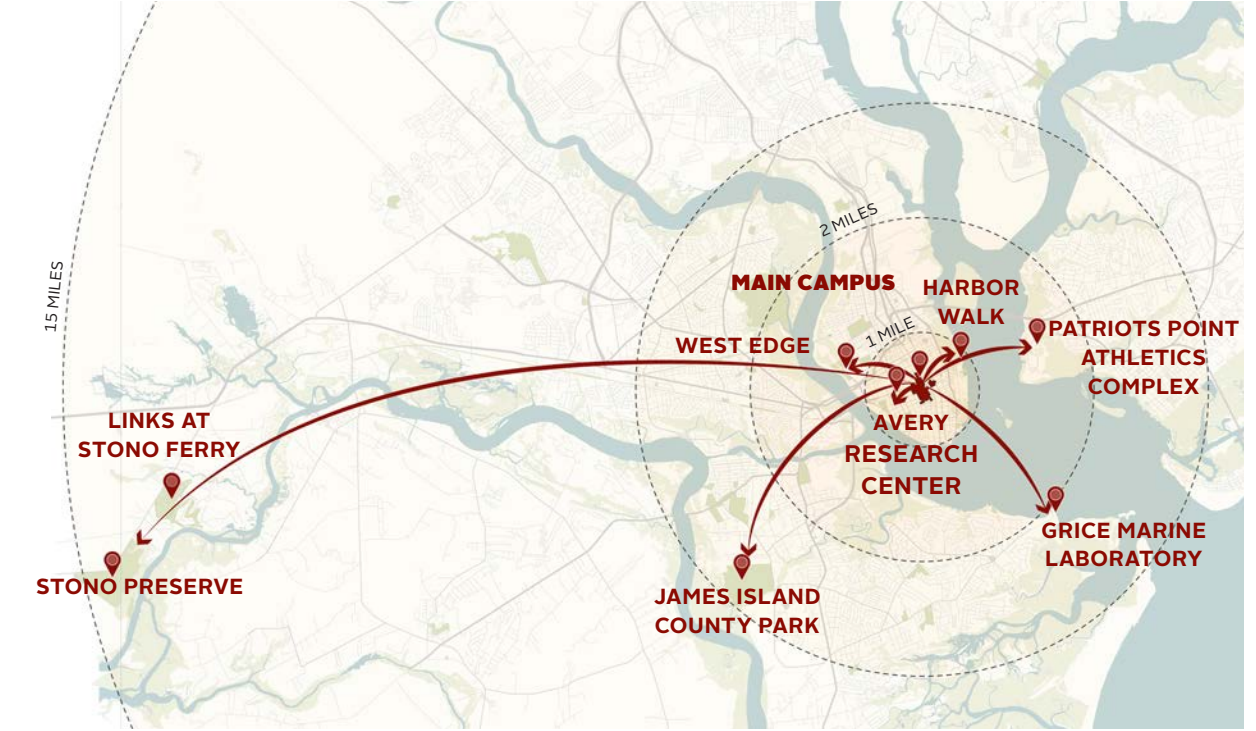 2 MILES
15 MILES
MAIN CAMPUS
HARBOR
WALK
1 MILE
WEST EDGE
PATRIOTS POINT
ATHLETICS
COMPLEX
LINKS AT
STONO FERRY
AVERY
RESEARCH
CENTER
GRICE MARINE
LABORATORY
STONO PRESERVE
JAMES ISLAND
COUNTY PARK